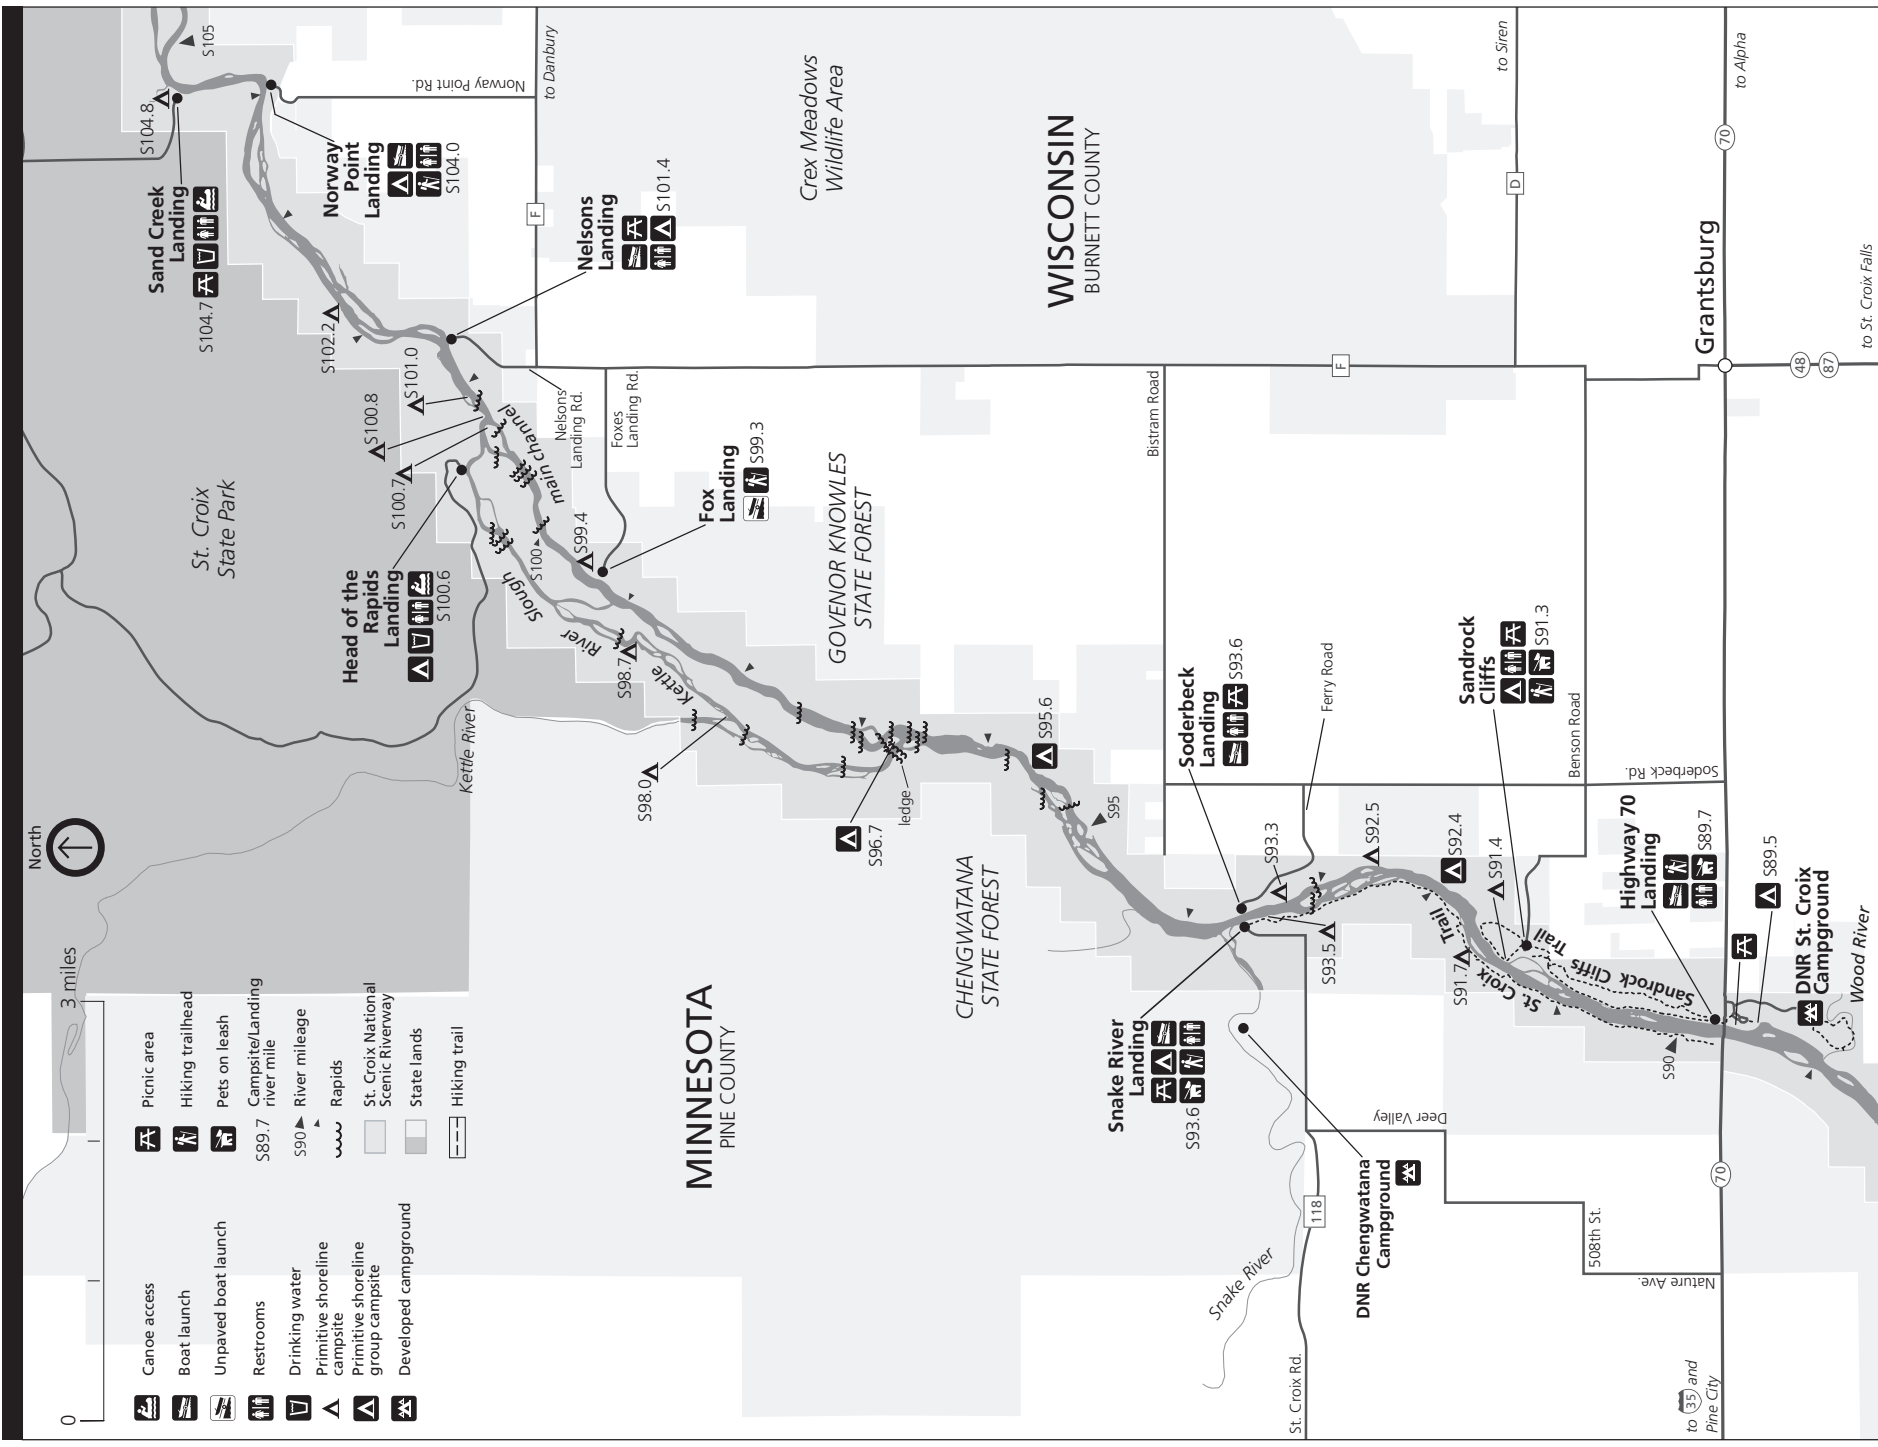 North
0
3 miles
Canoe access
Boat launch
Unpaved boat launch
Restrooms
Drinking water
Primitive shoreline
campsite
Primitive shoreline
group campsite
Developed campground
Picnic area
Hiking trailhead
Pets on leash
S89.7
Campsite/Landing
river mile
S90
River mileage
Rapids
St. Croix National
Scenic Riverway
State lands
Hiking trail
S105
S104.8
Sand Creek
Landing
S104.7
Norway
Point
Landing
S104.0
Norway Point Rd.
to Danbury
F
S102.2
Nelsons
Landing
S101.4
S101.0
S100.8
S100.7
St. Croix
State Park
Head of the
Rapids
Landing
S100.6
main channel
Nelsons
Landing Rd.
Foxes
Landing Rd.
S100
S99.4
Fox
Landing
S99.3
Kettle River
Slough
River
Kettle
S98.7
S98.0
Crex Meadows
Wildlife Area
WISCONSIN
BURNETT COUNTY
GOVENOR KNOWLES
STATE FOREST
S96.7
ledge
S95.6
S95
MINNESOTA
PINE COUNTY
CHENGWATANA
STATE FOREST
Bistram Road
F
to Siren
D
Soderbeck
Landing
S93.6
Ferry Road
S93.3
Snake River
Landing
S93.6
S93.5
S92.5
S92.4
Sandrock
Cliffs
S91.3
S91.4
S91.7
Trail
St. Croix
Sandrock Cliffs Trail
Benson Road
Soderbeck Rd.
Highway 70
Landing
S89.7
S90
S89.5
DNR St. Croix
Campground
Wood River
Grantsburg
to Alpha
70
48
87
to St. Croix Falls
DNR Chengwatana
Campground
Deer Valley
118
Snake River
St. Croix Rd.
508th St.
Nature Ave.
70
to 35 and
Pine City